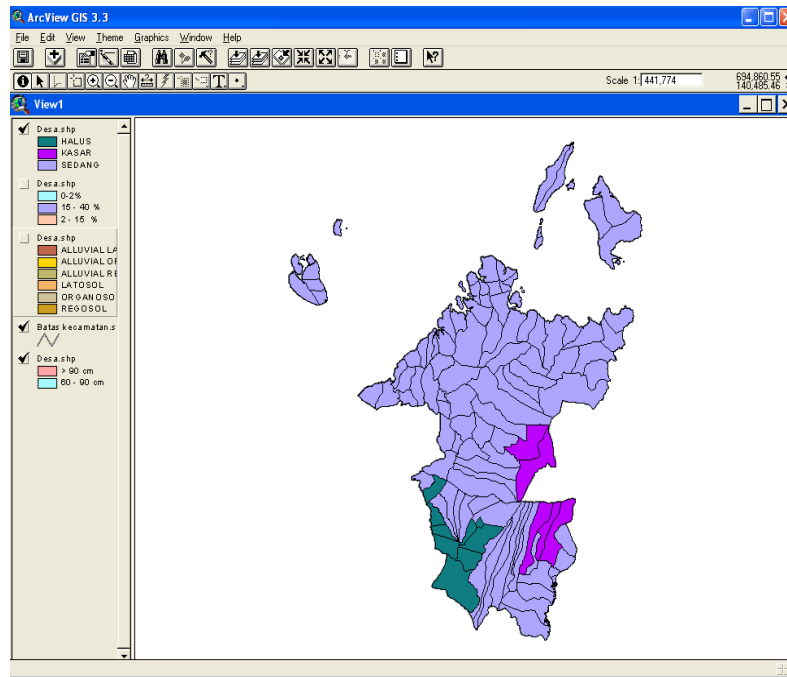 ArcView GIS 3.3
File Edit View Theme Graphics Window Help
Scale 1: 441,774
694,860.55
140,485.46
View1
Desa.shp
HALUS
KASAR
SEDANG
Desa.shp
0-2%
15 - 40 %
2 - 15 %
Desa.shp
ALLUVIAL LA
ALLUVIAL OF
ALLUVIAL RE
LATOSOL
ORGANOSO
REGOSOL
Batas kecamatan.s
Desa.shp
> 90 cm
60 - 90 cm